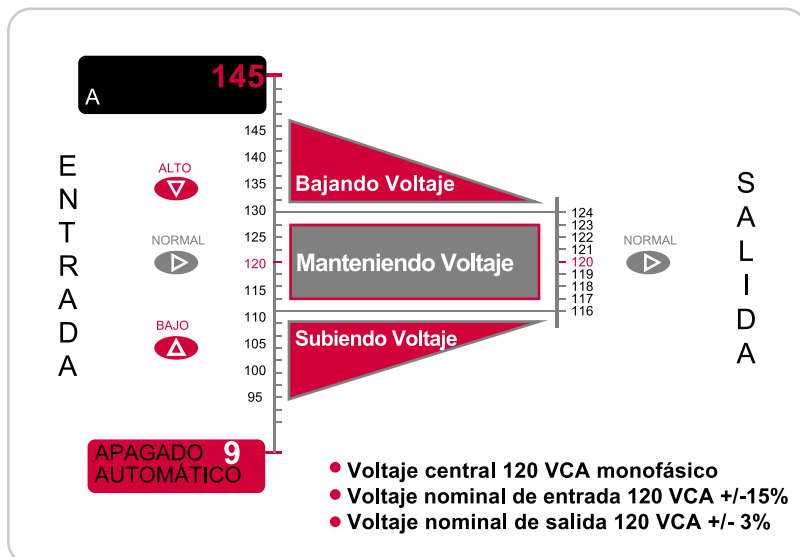 145
A
ENTRADA
ALTO
NORMAL
BAJO
145
140
135
130
125
120
115
110
105
100
95
Bajando Voltaje
Manteniendo Voltaje
Subiendo Voltaje
124
123
122
121
120
119
118
117
116
NORMAL
SALIDA
APAGADO 9
AUTOMÁTICO
• Voltaje central 120 VCA monofásico
• Voltaje nominal de entrada 120 VCA +/-15%
• Voltaje nominal de salida 120 VCA +/- 3%